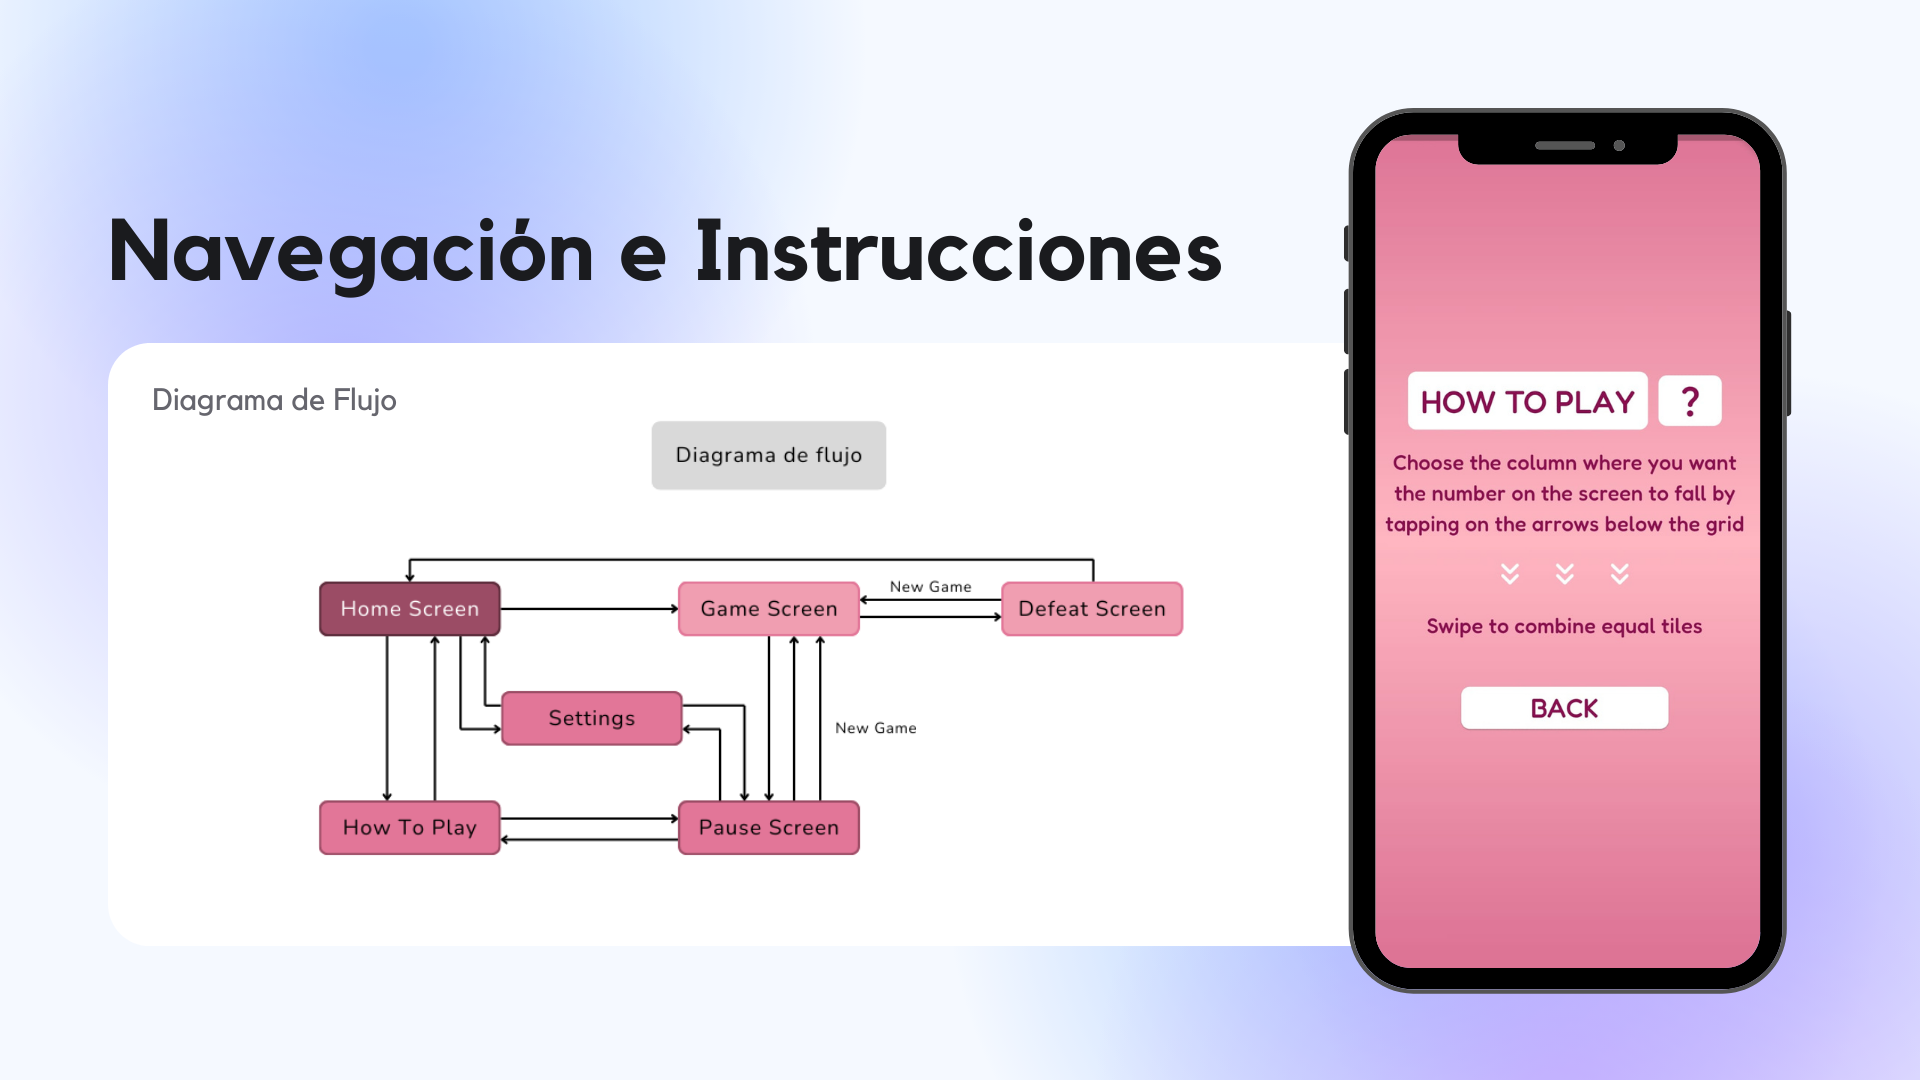 Navegación e Instrucciones
Diagrama de Flujo
Diagrama de flujo
Home Screen
Game Screen
New Game
Defeat Screen
Settings
New Game
How To Play
Pause Screen
HOW TO PLAY
?
Choose the column where you want
the number on the screen to fall by
tapping on the arrows below the grid
Swipe to combine equal tiles
BACK